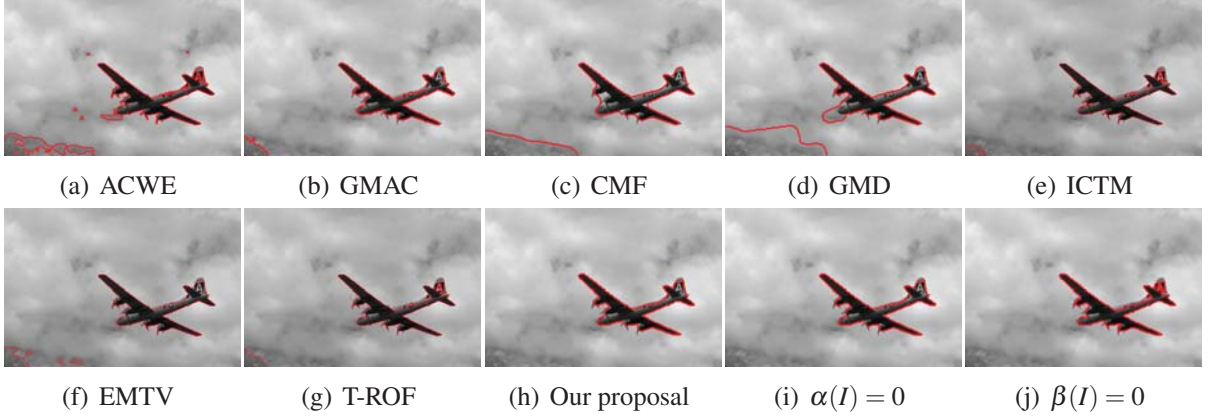 (a) ACWE
(b) GMAC
(c) CMF
(d) GMD
(e) ICTM
(f) EMTV
(g) T-ROF
(h) Our proposal
(i) α(I) = 0
(j) β(I) = 0